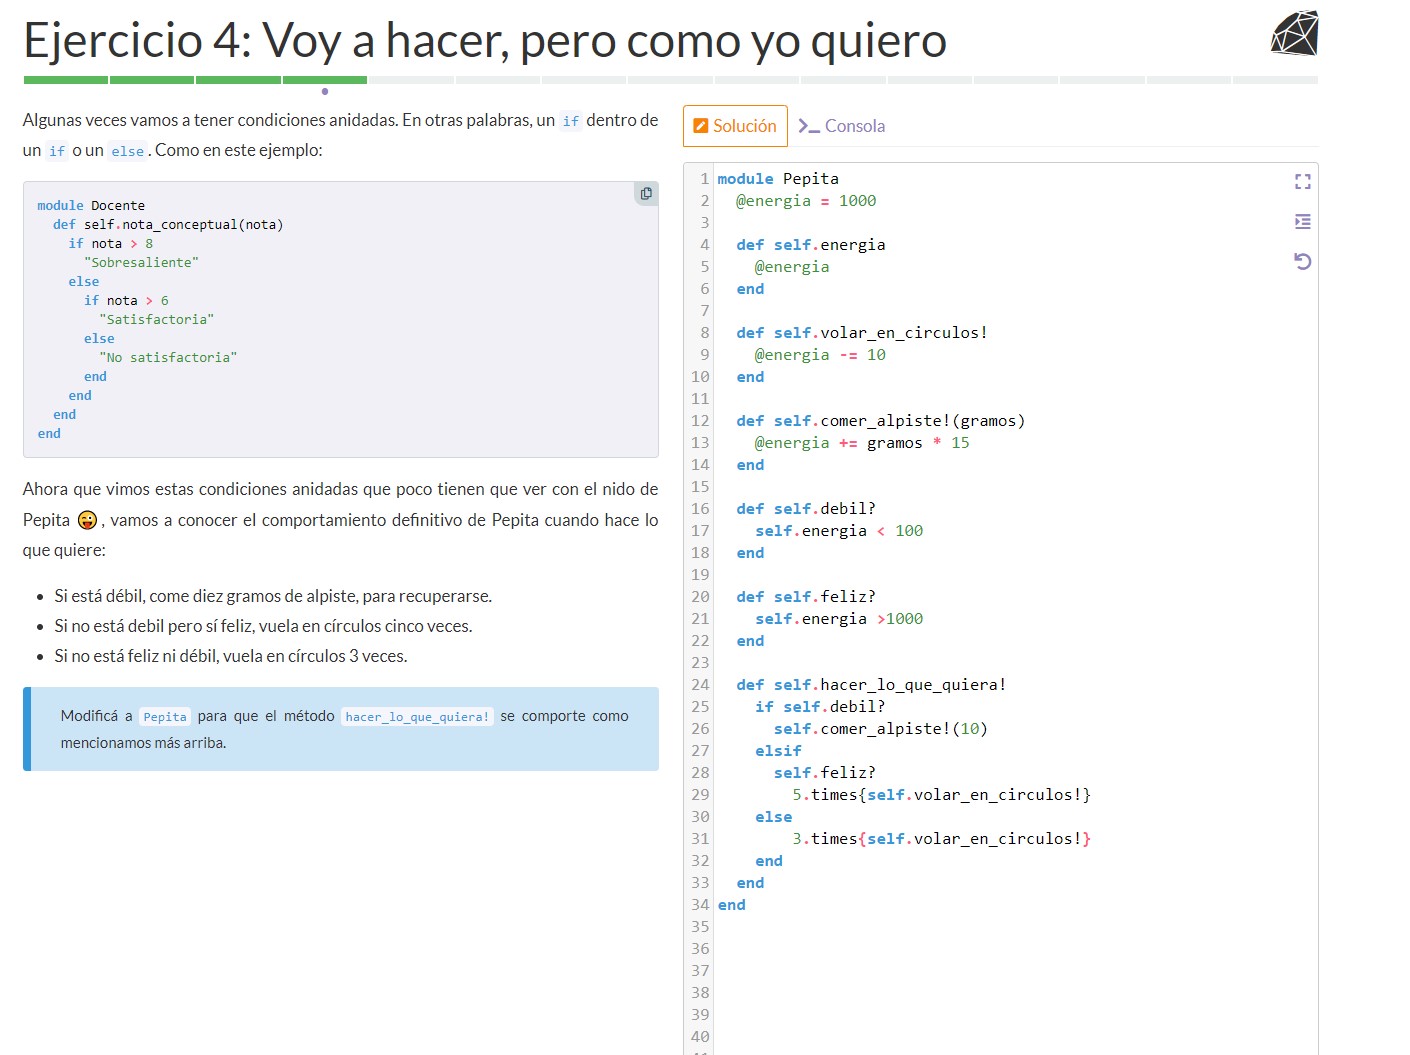 Ejercicio 4: Voy a hacer, pero como yo quiero
Algunas veces vamos a tener condiciones anidadas. En otras palabras, un if dentro de
un if o un else. Como en este ejemplo:
module Docente
  def self.nota_conceptual(nota)
    if nota > 8
      "Sobresaliente"
    else
      if nota > 6
        "Satisfactoria"
      else
        "No satisfactoria"
      end
    end
  end
end
Ahora que vimos estas condiciones anidadas que poco tienen que ver con el nido de
Pepita 😜, vamos a conocer el comportamiento definitivo de Pepita cuando hace lo
que quiere:
• Si está débil, come diez gramos de alpiste, para recuperarse.
• Si no está debil pero sí feliz, vuela en círculos cinco veces.
• Si no está feliz ni débil, vuela en círculos 3 veces.
Modificá a Pepita para que el método hacer_lo_que_quiera! se comporte como
mencionamos más arriba.
Solución
Consola
1 module Pepita
2   @energia = 1000
3
4   def self.energia
5     @energia
6   end
7
8   def self.volar_en_circulos!
9     @energia -= 10
10   end
11
12   def self.comer_alpiste!(gramos)
13     @energia += gramos * 15
14   end
15
16   def self.debil?
17     self.energia < 100
18   end
19
20   def self.feliz?
21     self.energia >1000
22   end
23
24   def self.hacer_lo_que_quiera!
25     if self.debil?
26       self.comer_alpiste!(10)
27     elsif
28       self.feliz?
29         5.times{self.volar_en_circulos!}
30     else
31         3.times{self.volar_en_circulos!}
32     end
33   end
34 end
35
36
37
38
39
40